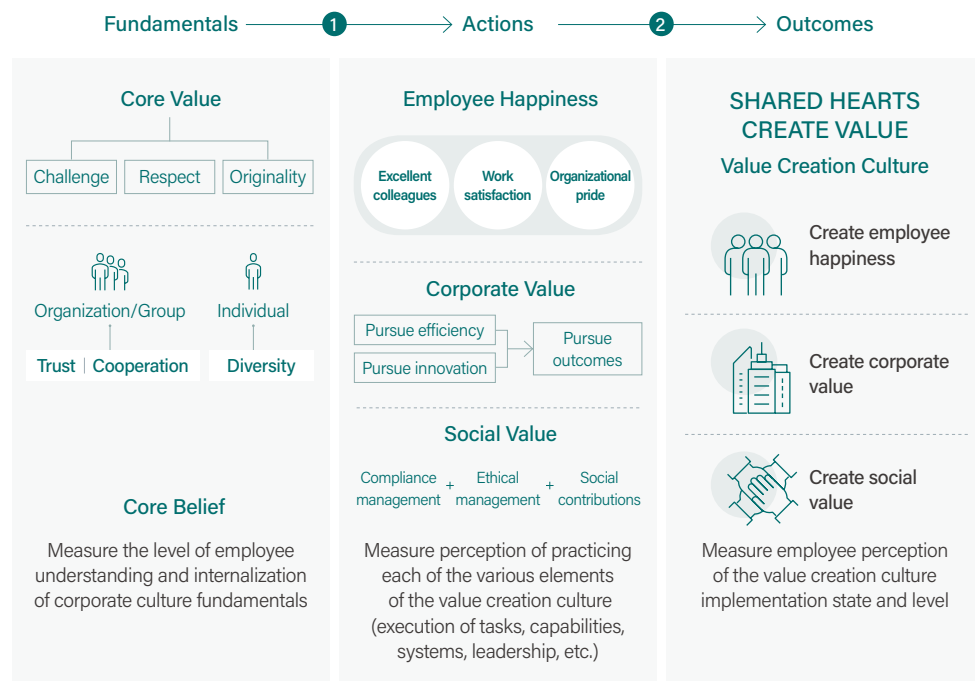 Fundamentals
1
Actions
2
Outcomes
Core Value
Challenge
Respect
Originality
Organization/Group
Individual
Trust | Cooperation
Diversity
Core Belief
Measure the level of employee
understanding and internalization
of corporate culture fundamentals
Employee Happiness
Excellent
colleagues
Work
satisfaction
Organizational
pride
Corporate Value
Pursue efficiency
Pursue innovation
Pursue
outcomes
Social Value
Compliance
management
+
Ethical
management
+
Social
contributions
Measure perception of practicing
each of the various elements
of the value creation culture
(execution of tasks, capabilities,
systems, leadership, etc.)
SHARED HEARTS
CREATE VALUE
Value Creation Culture
Create employee
happiness
Create corporate
value
Create social
value
Measure employee perception
of the value creation culture
implementation state and level